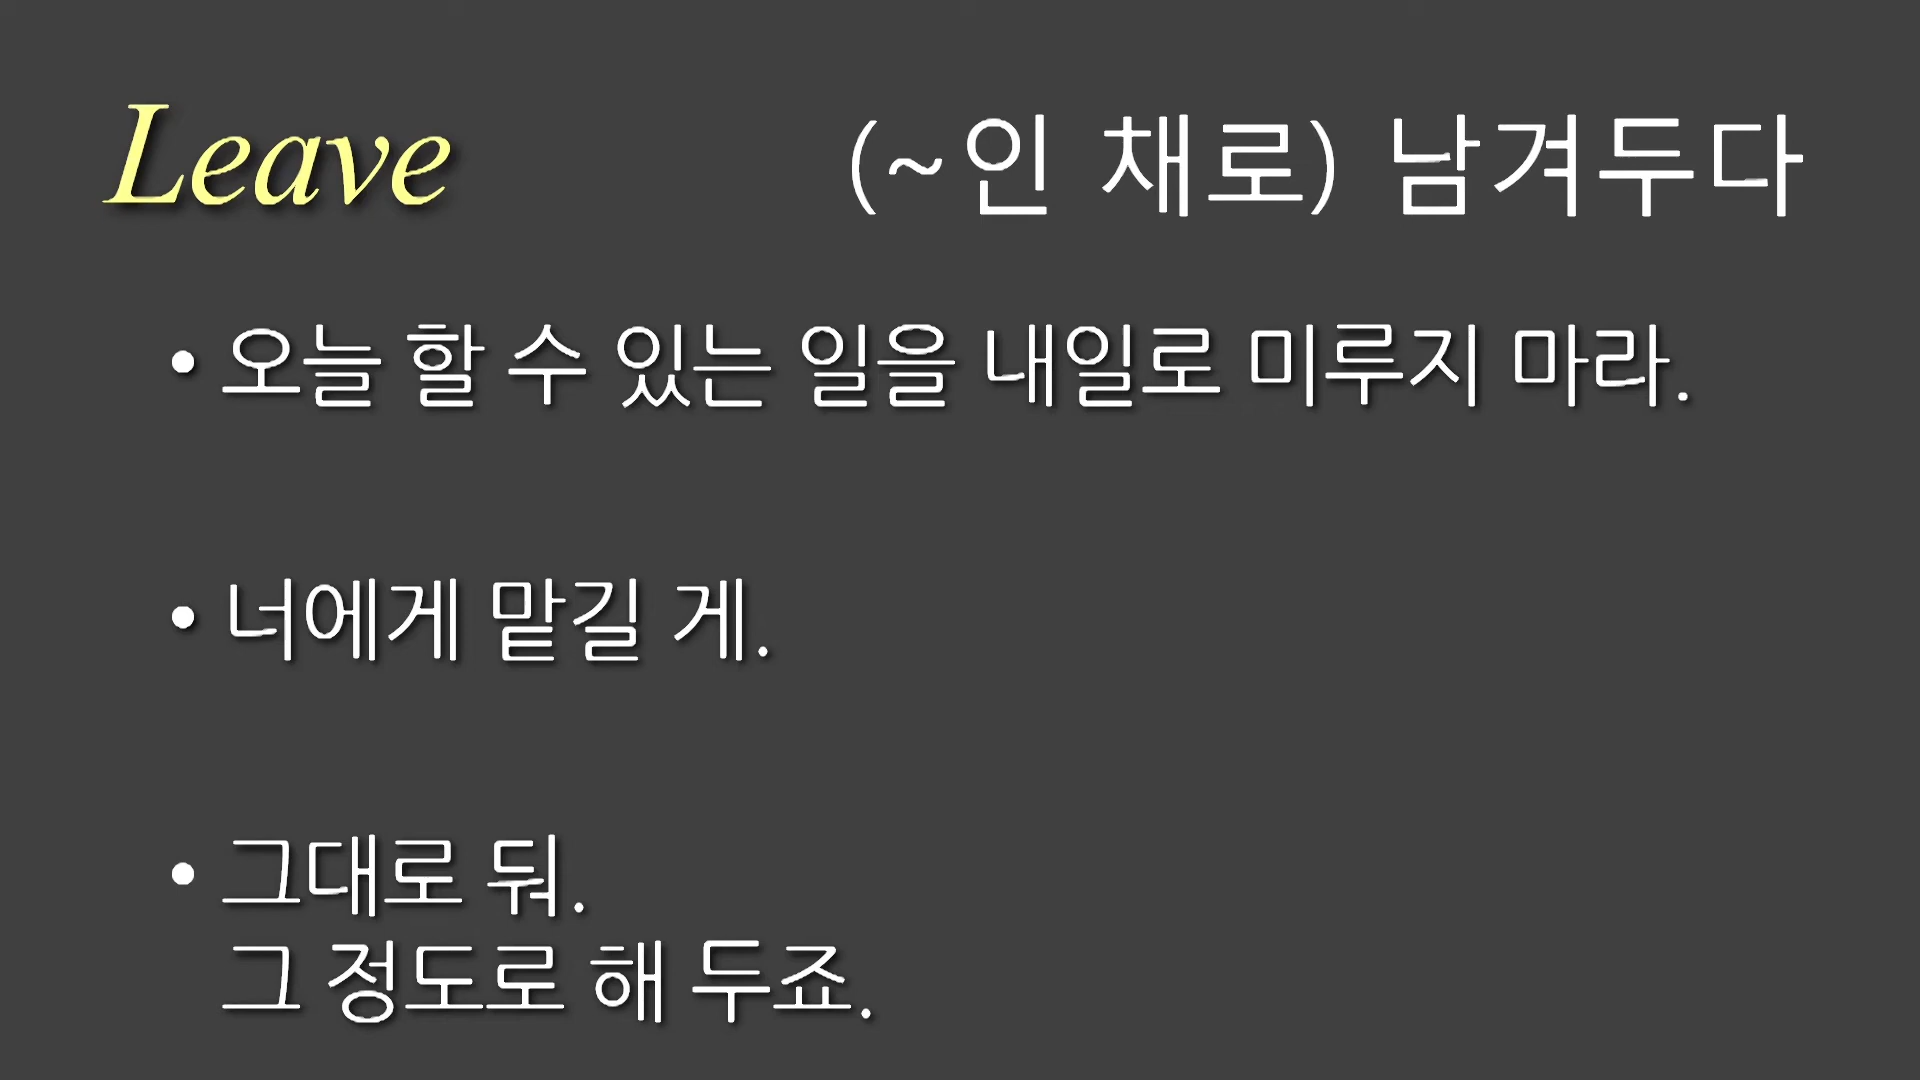 Leave (~인 채로) 남겨두다
• 오늘 할 수 있는 일을 내일로 미루지 마라.
• 너에게 맡길 게.
• 그대로 둬.
그 정도로 해 두죠.